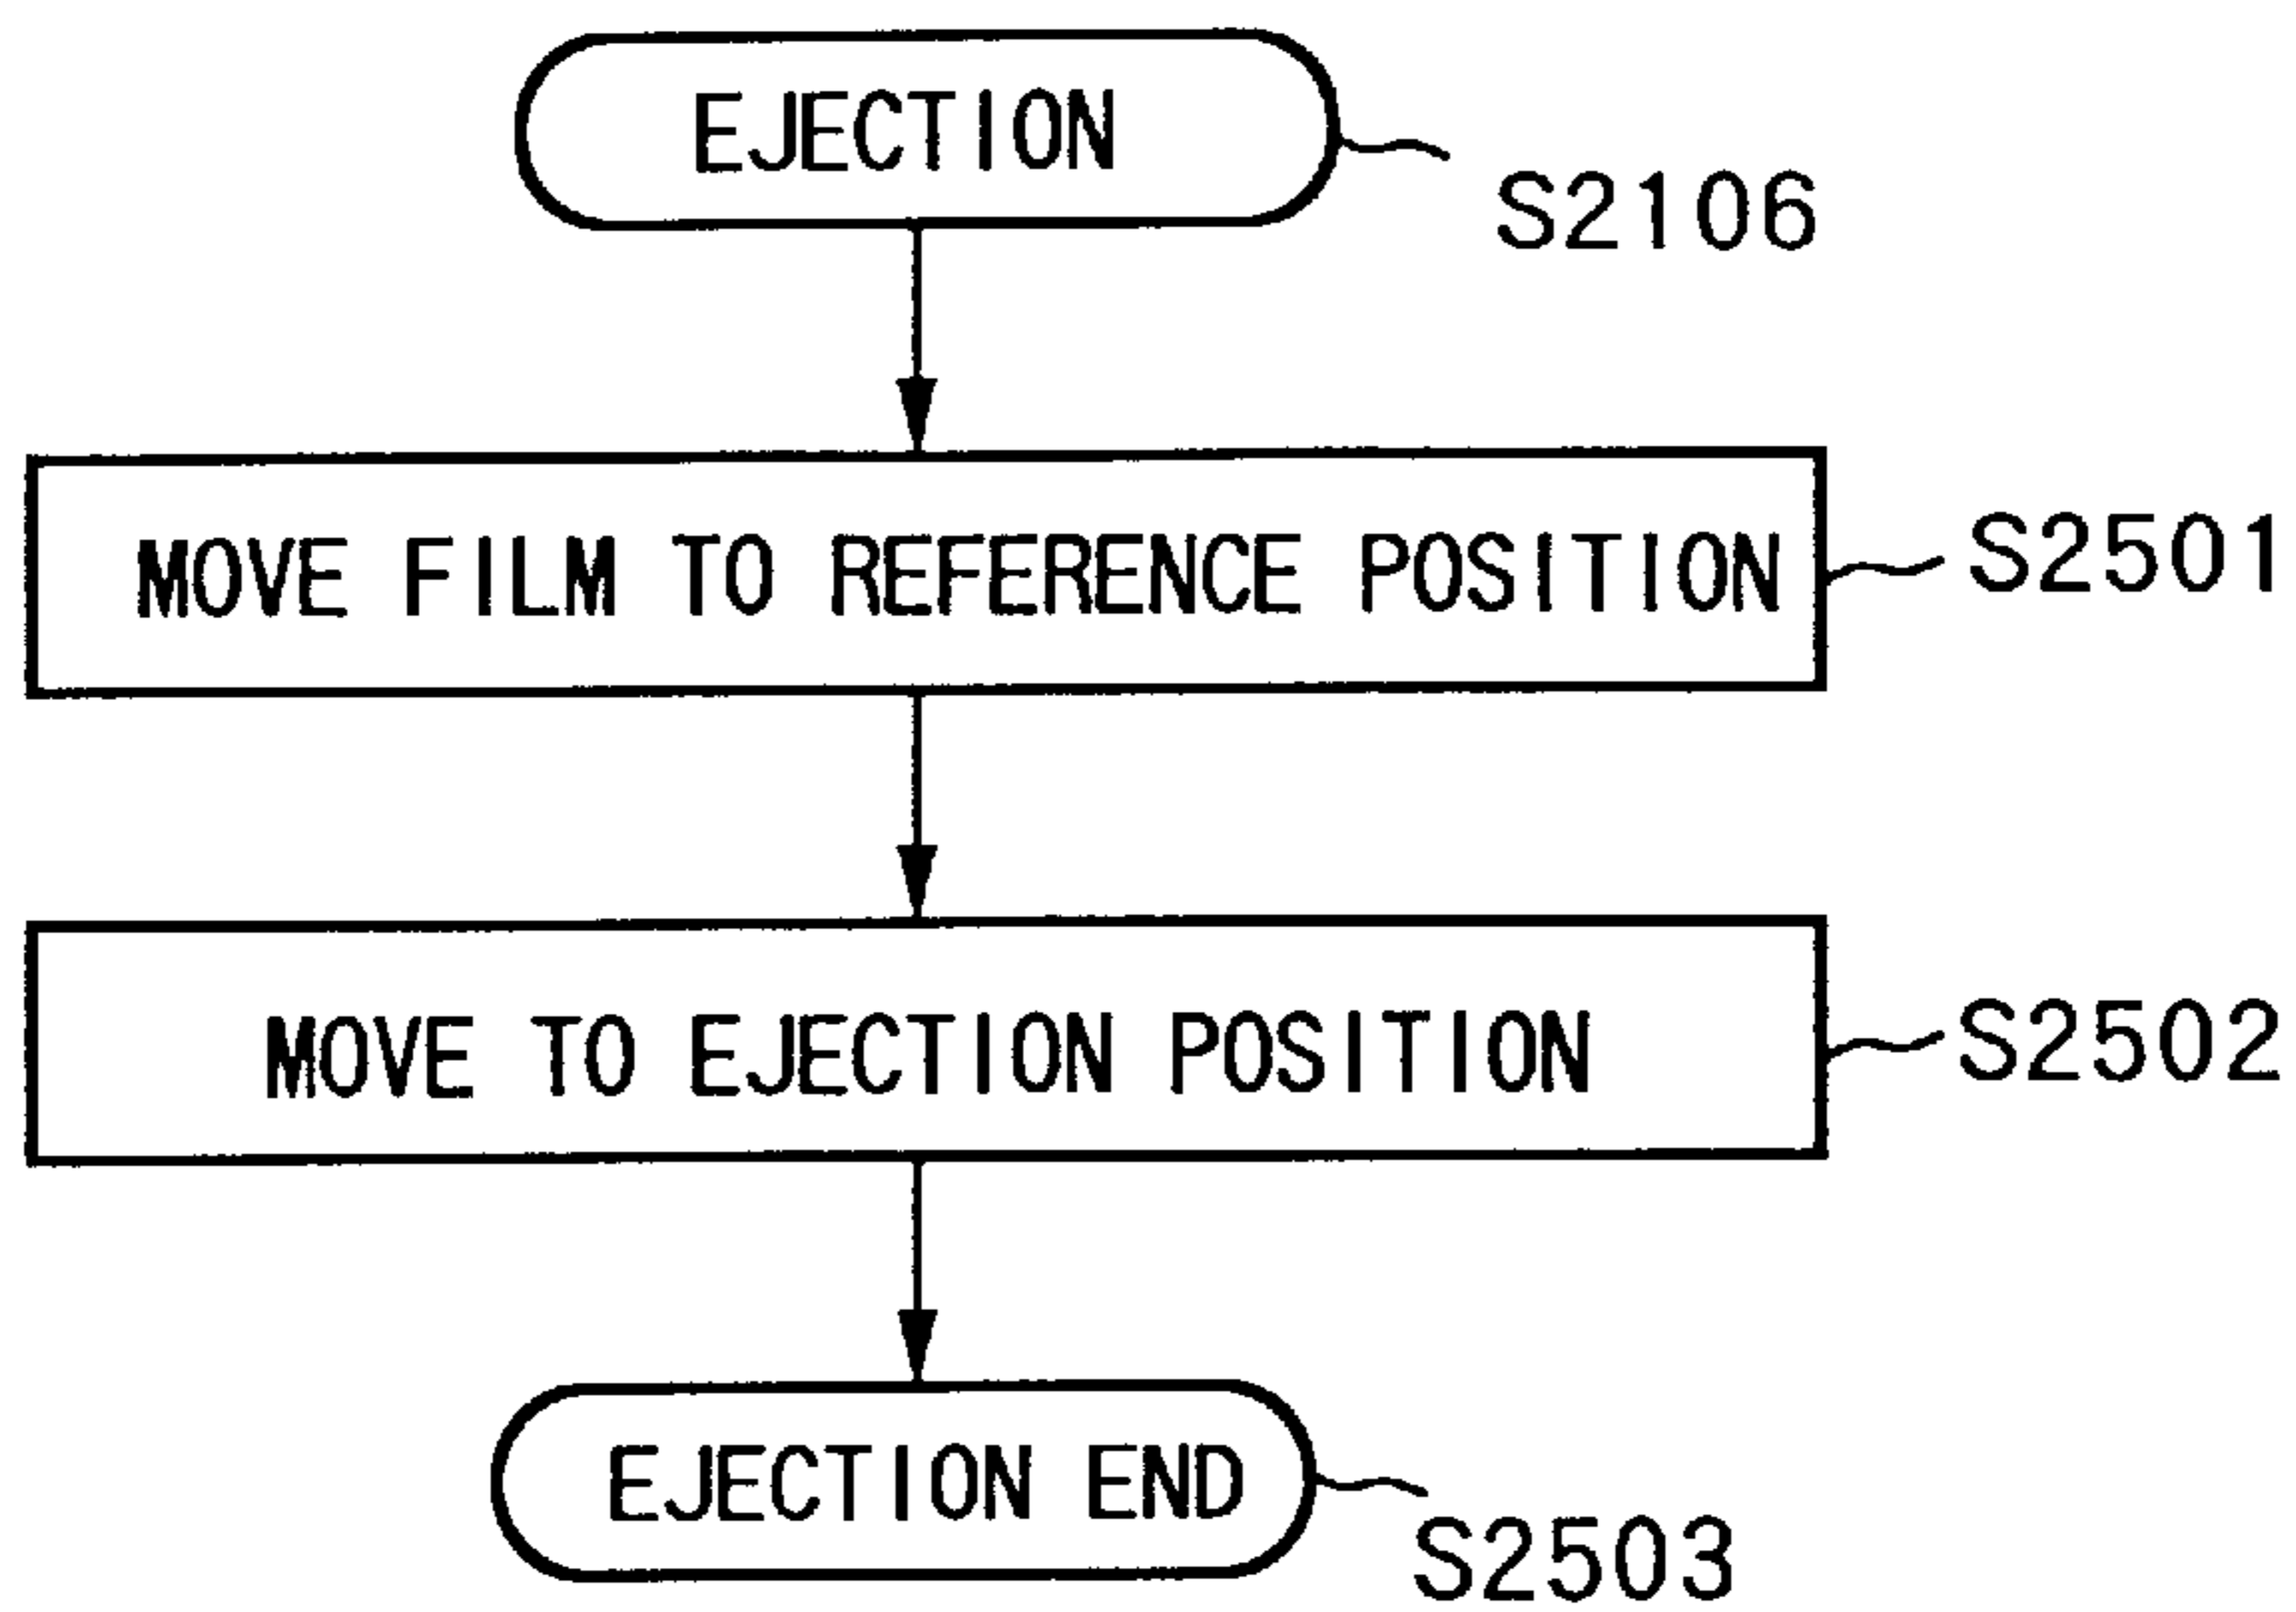 EJECTION
S2106
MOVE FILM TO REFERENCE POSITION
S2501
MOVE TO EJECTION POSITION
S2502
EJECTION END
S2503